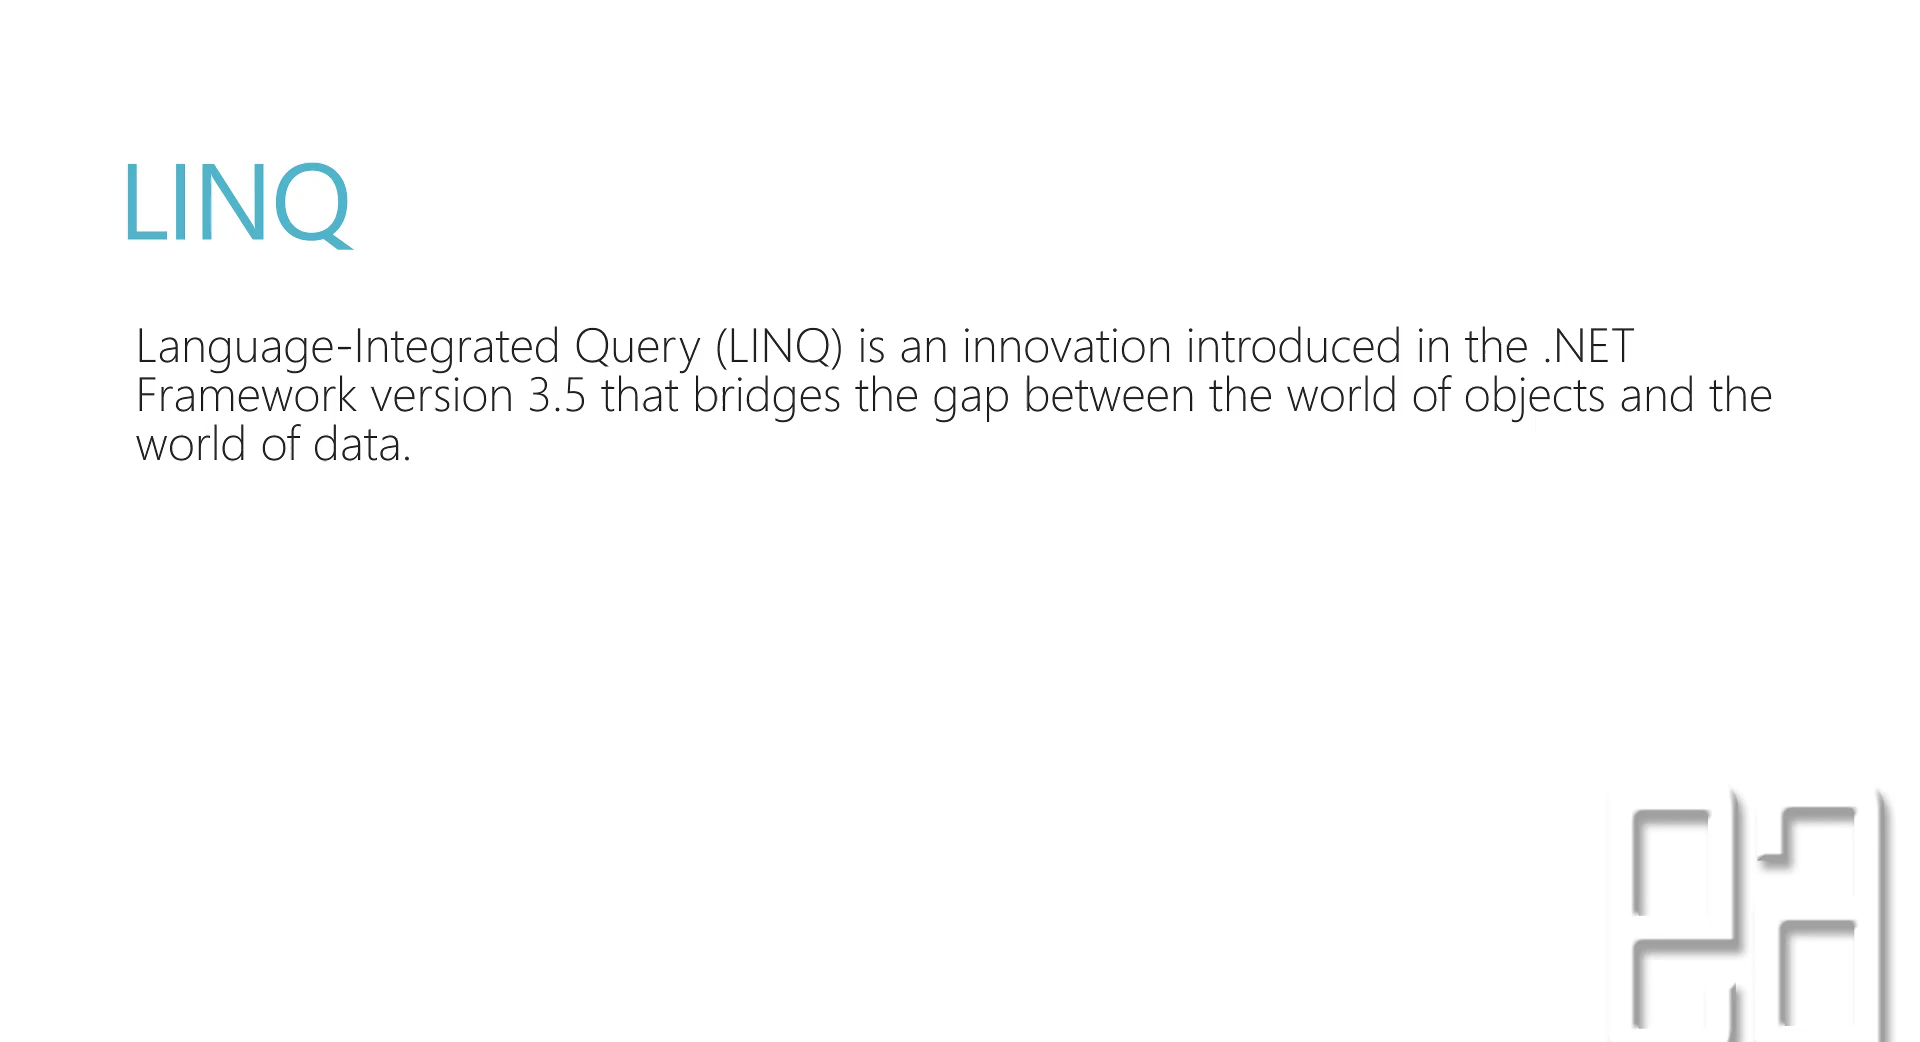 LINQ
Language-Integrated Query (LINQ) is an innovation introduced in the .NET
Framework version 3.5 that bridges the gap between the world of objects and the
world of data.